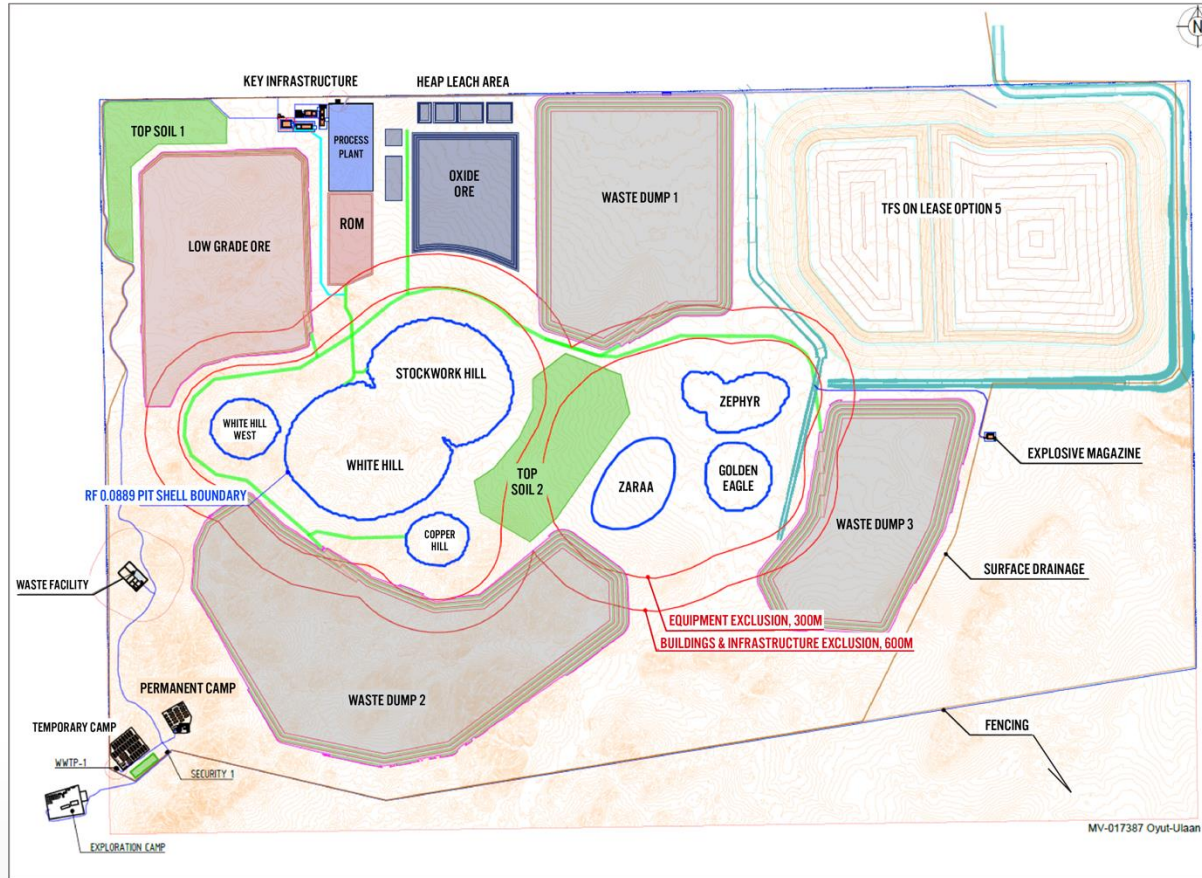 N
KEY INFRASTRUCTURE
HEAP LEACH AREA
TOP SOIL 1
PROCESS
PLANT
OXIDE
ORE
WASTE DUMP 1
TFS ON LEASE OPTION 5
LOW GRADE ORE
ROM
STOCKWORK HILL
ZEPHYR
WHITE HILL
WEST
WHITE HILL
TOP
SOIL 2
ZARAA
GOLDEN
EAGLE
EXPLOSIVE MAGAZINE
RF 0.0889 PIT SHELL BOUNDARY
WASTE DUMP 3
COPPER
HILL
WASTE FACILITY
SURFACE DRAINAGE
EQUIPMENT EXCLUSION, 300M
BUILDINGS & INFRASTRUCTURE EXCLUSION, 600M
PERMANENT CAMP
WASTE DUMP 2
TEMPORARY CAMP
FENCING
WWTP-1
SECURITY 1
MV-017387 Oyut-Ulaan
EXPLORATION CAMP